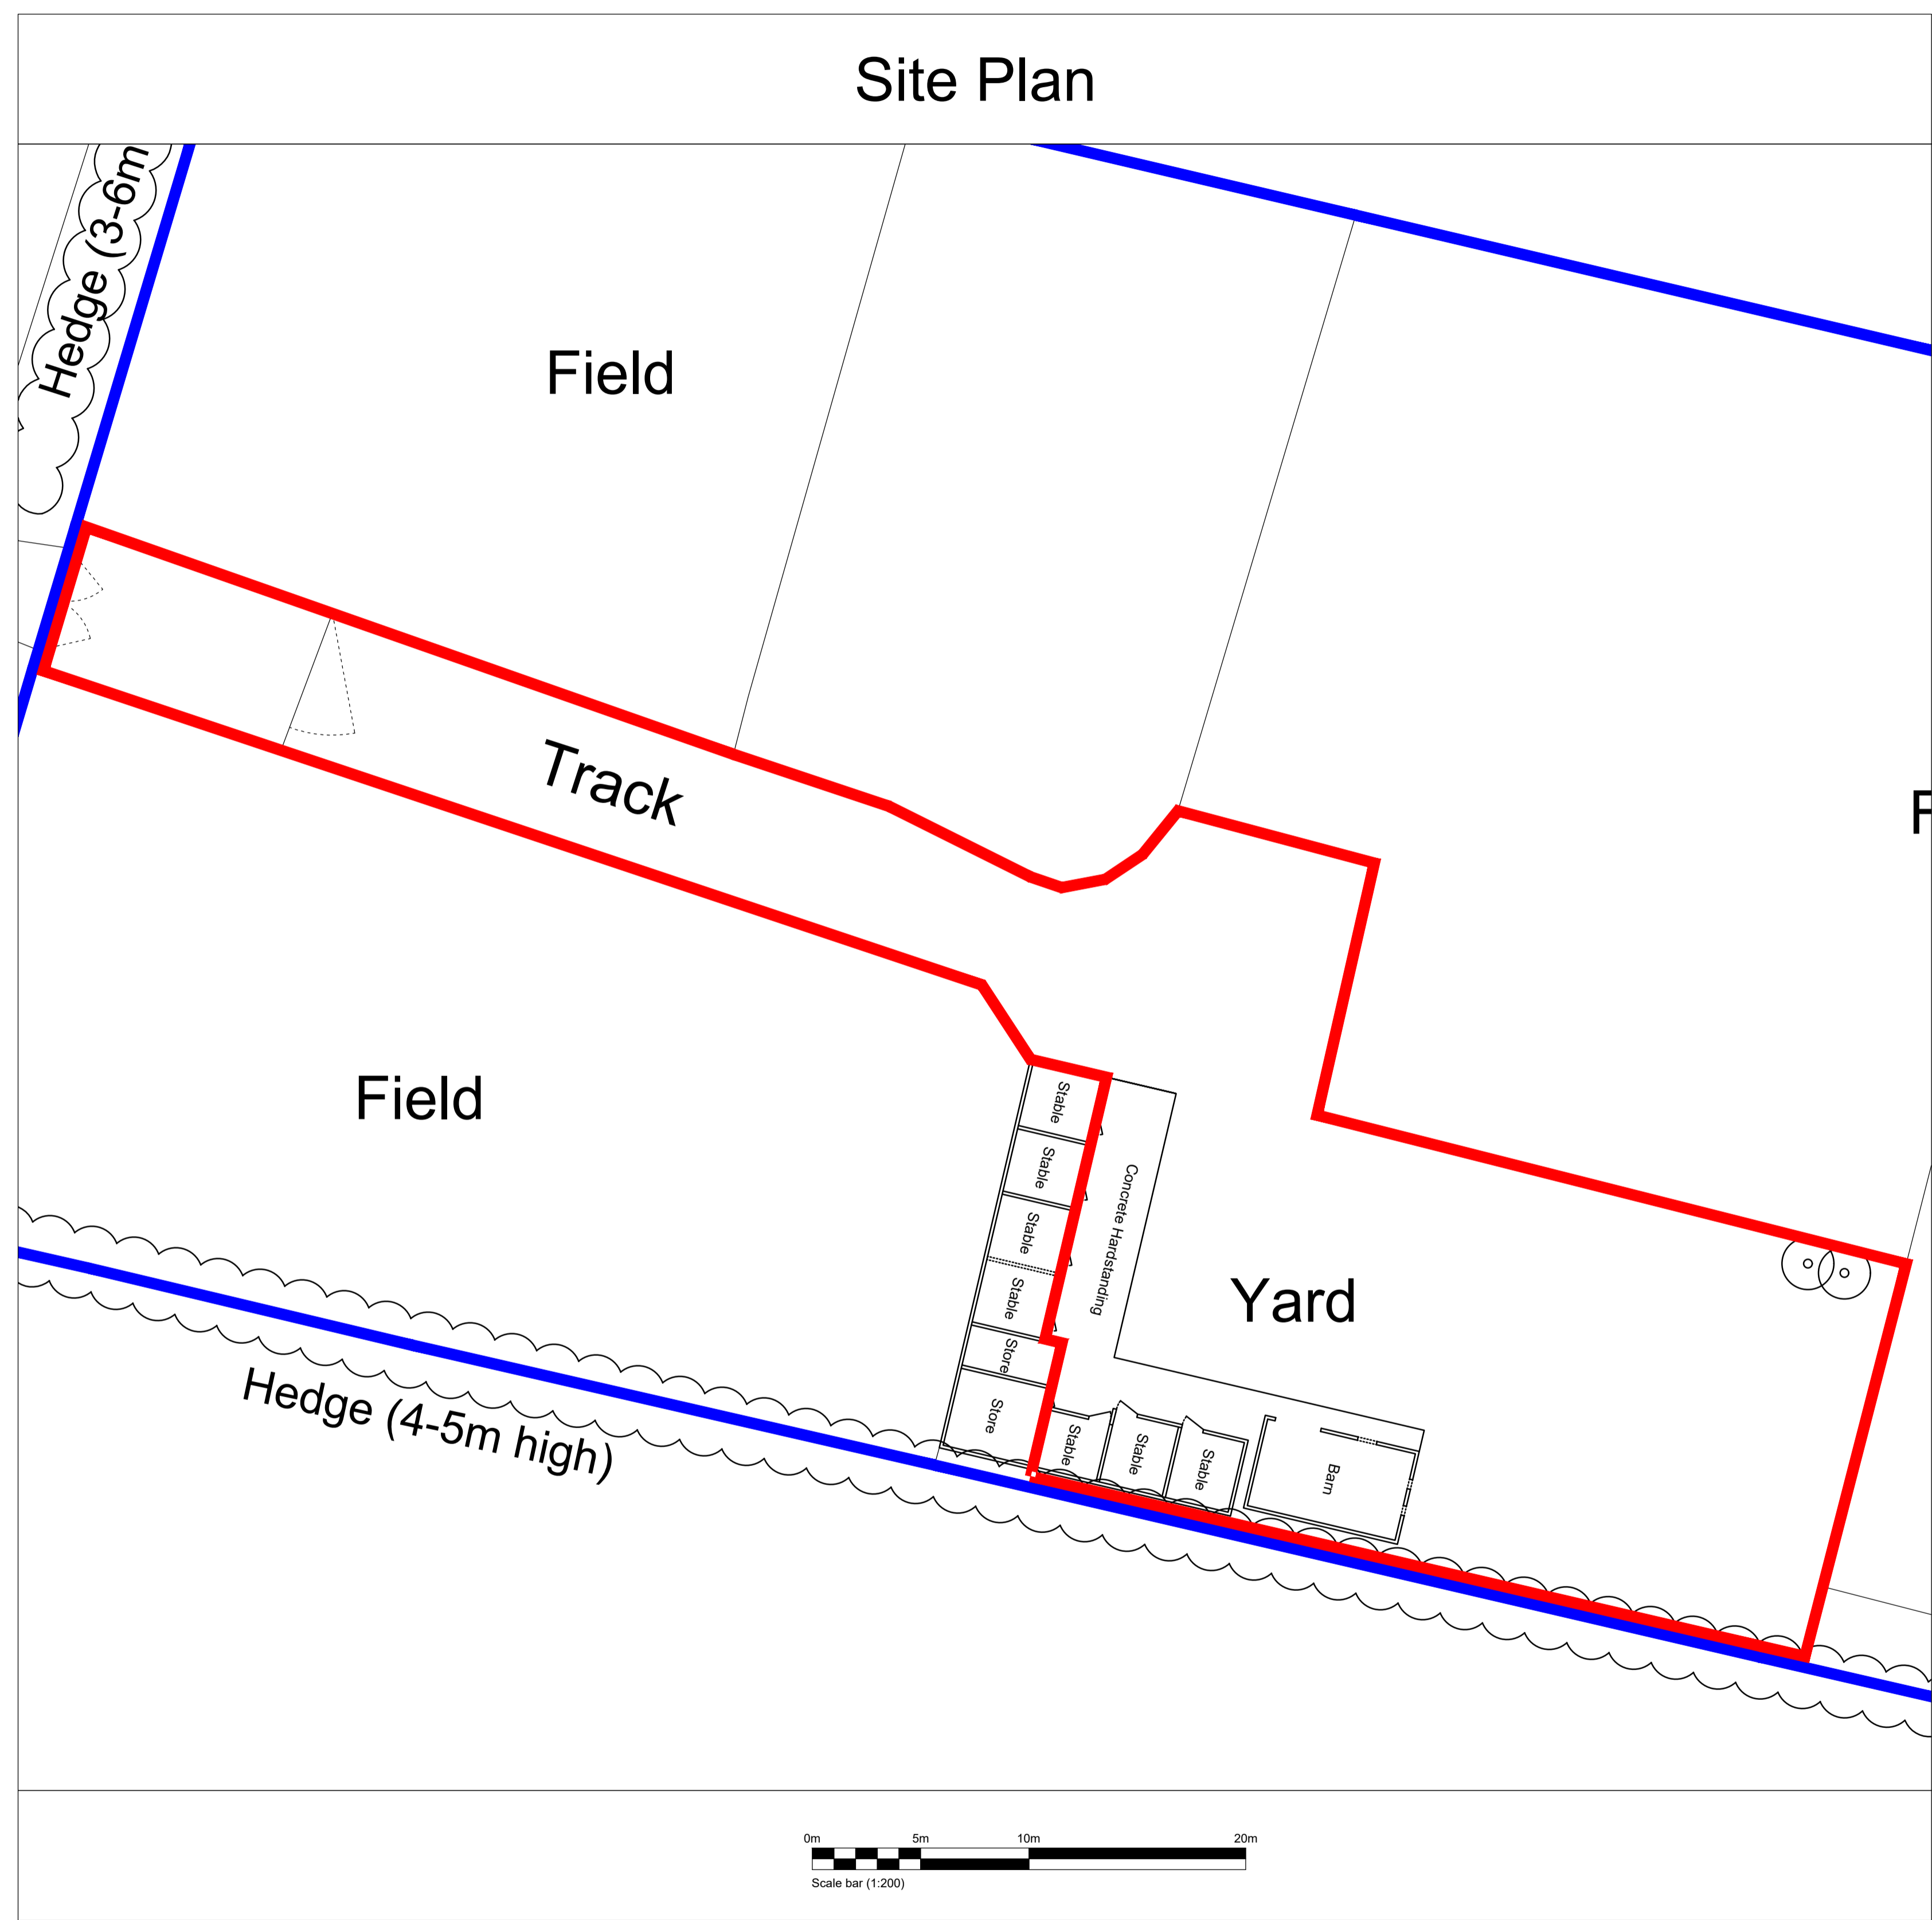 Site Plan
Hedge (3-6m
Field
Track
F
Field
Stable
Stable
Stable
Stable
Store
Store
Concrete Hardstanding
Yard
Stable
Stable
Stable
Barn
Hedge (4-5m high)
0m 5m 10m 20m
Scale bar (1:200)